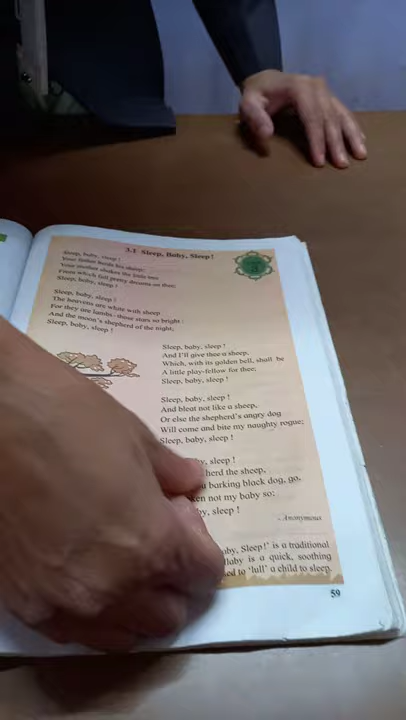 3.1 Sleep, Baby, Sleep!
Sleep, baby, sleep!
Your father herds his sheep;
Your mother shakes the little tree
From which fall pretty dreams on thee;
Sleep, baby, sleep!
Sleep, baby, sleep!
The heavens are white with sheep
For they are lambs - those stars so bright:
And the moon's shepherd of the night;
Sleep, baby, sleep!
Sleep, baby, sleep!
And I'll give thee a sheep,
Which, with its golden bell, shall be
A little play-fellow for thee;
Sleep, baby, sleep!
Sleep, baby, sleep!
And bleat not like a sheep,
Or else the shepherd's angry dog
Will come and bite my naughty rogue;
Sleep, baby, sleep!
sleep!
herd the sheep,
barking black dog, go,
not my baby so:
sleep!
- Anonymous
Sleep!' is a traditional
is a quick, soothing
to 'lull' a child to sleep.
59